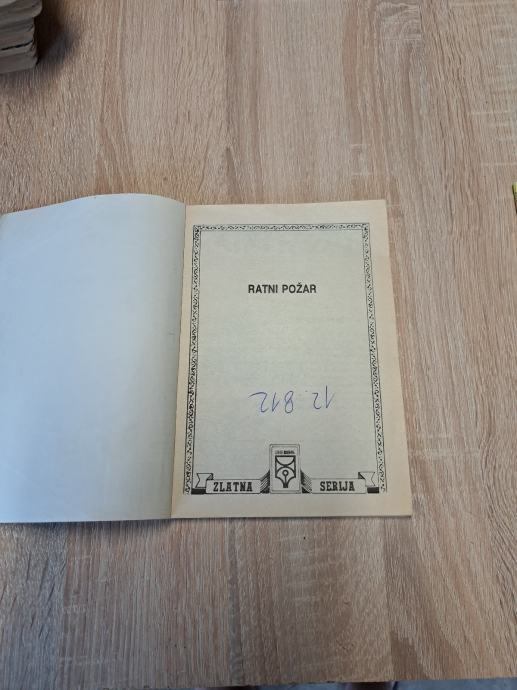 RATNI POŽAR
12.812
ZLATNA SERIJA